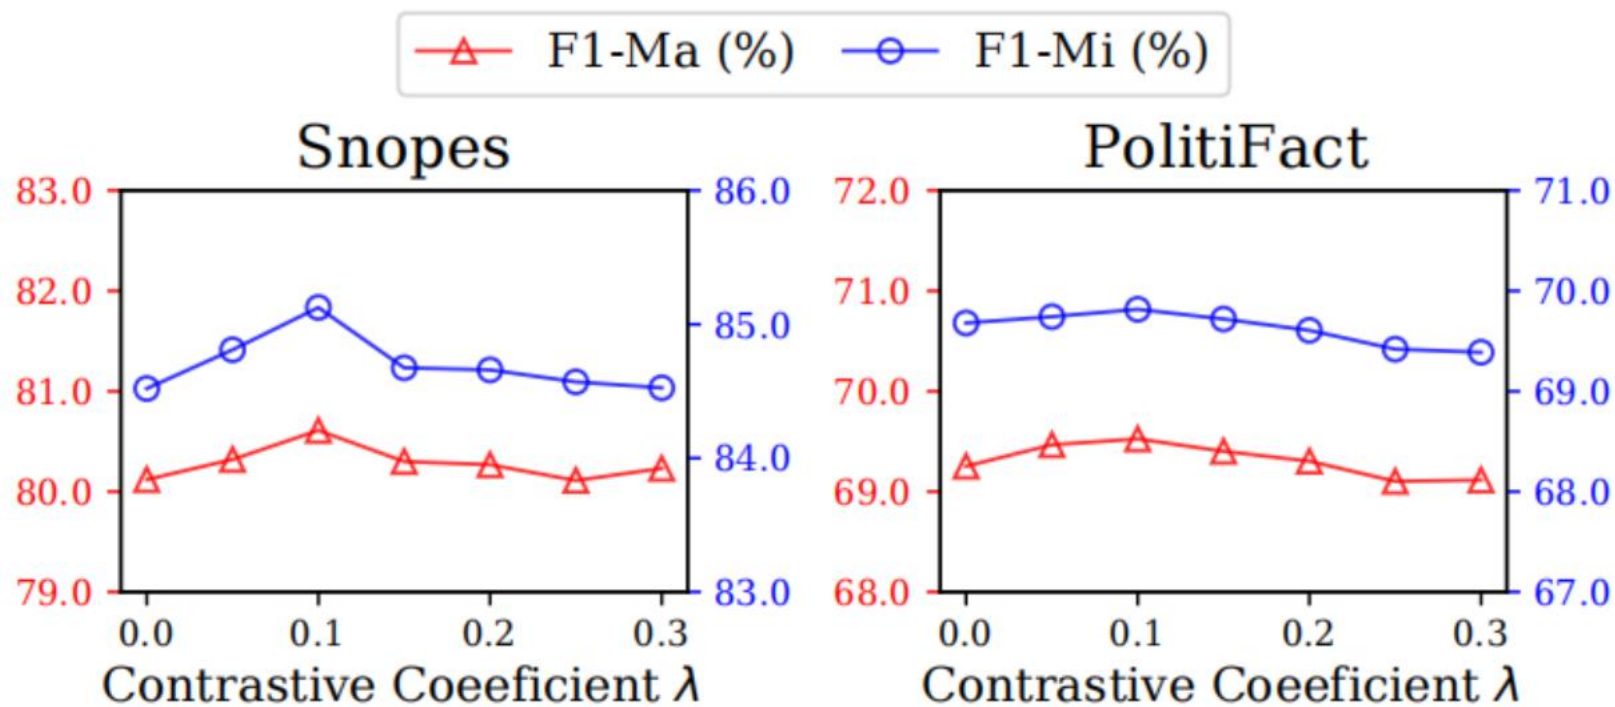 F1-Ma (%) F1-Mi (%)
Snopes
83.0
82.0
81.0
80.0
79.0
86.0
85.0
84.0
83.0
0.0 0.1 0.2 0.3
Contrastive Coeeficient λ
PolitiFact
72.0
71.0
70.0
69.0
68.0
71.0
70.0
69.0
68.0
67.0
0.0 0.1 0.2 0.3
Contrastive Coeeficient λ